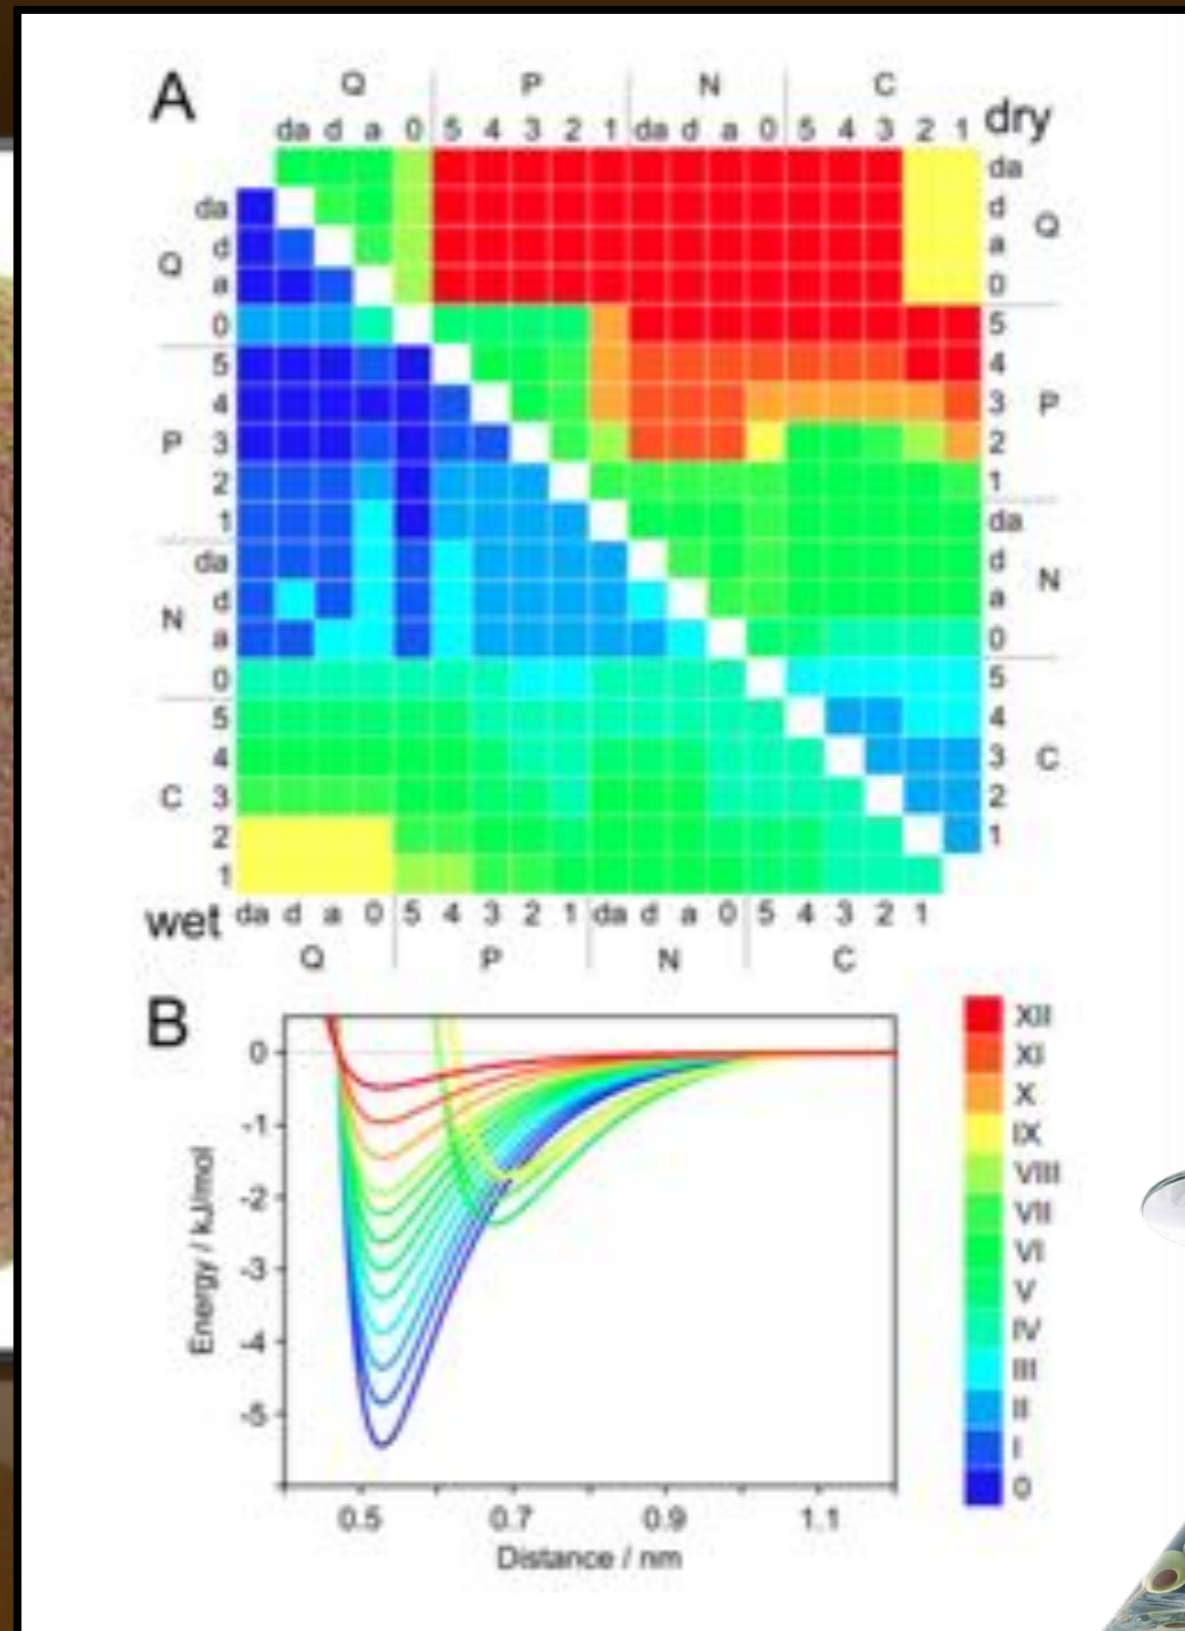 A
Q P N C
da d a 0 5 4 3 2 1 da d a 0 5 4 3 2 1
dry
da
da d
d a Q
Q
a 0
0 5
5 4
4 3 P
P 3 2
2 1
1 da
da d
N
d a
N
a 0
0 5
5 4
4 3 C
C 3 2
2 1
1
wet da d a 0 5 4 3 2 1 da d a 0 5 4 3 2 1
Q P N C
B
XII
XI
X
IX
VIII
VII
VI
V
IV
III
II
I
0
0
-1
-2
-3
-4
-5
Energy / kJ/mol
0.5 0.7 0.9 1.1
Distance / nm